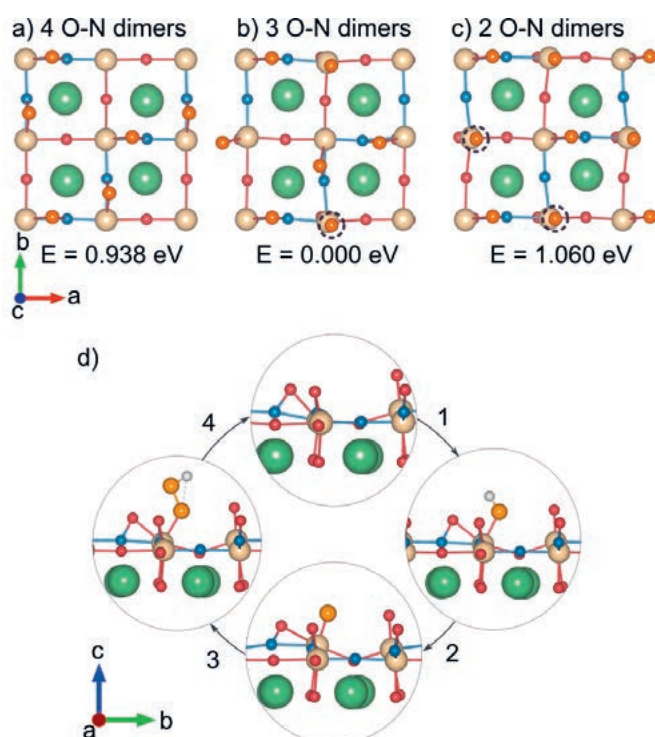 a) 4 O-N dimers
b) 3 O-N dimers
c) 2 O-N dimers
E = 0.938 eV
E = 0.000 eV
E = 1.060 eV
b
c
a
d)
4
1
3
2
c
a
b